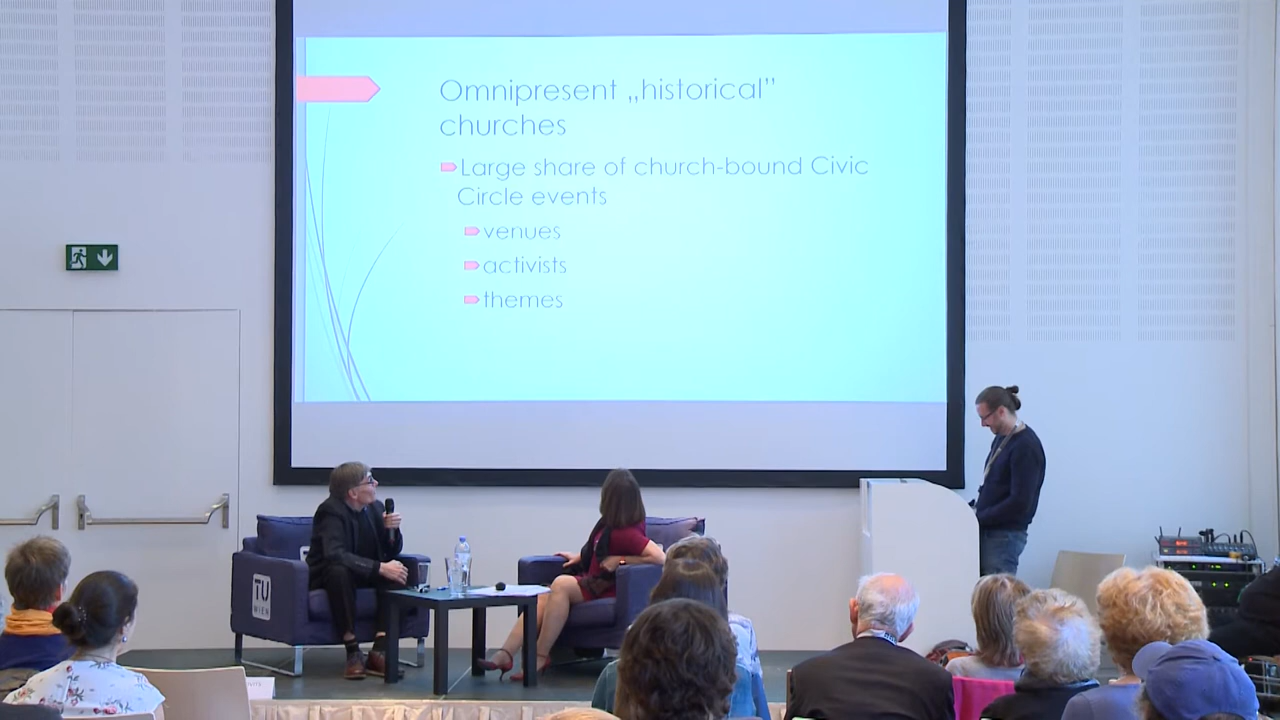 Omnipresent „historical”
churches
Large share of church-bound Civic
Circle events
venues
activists
themes
TU
WIEN